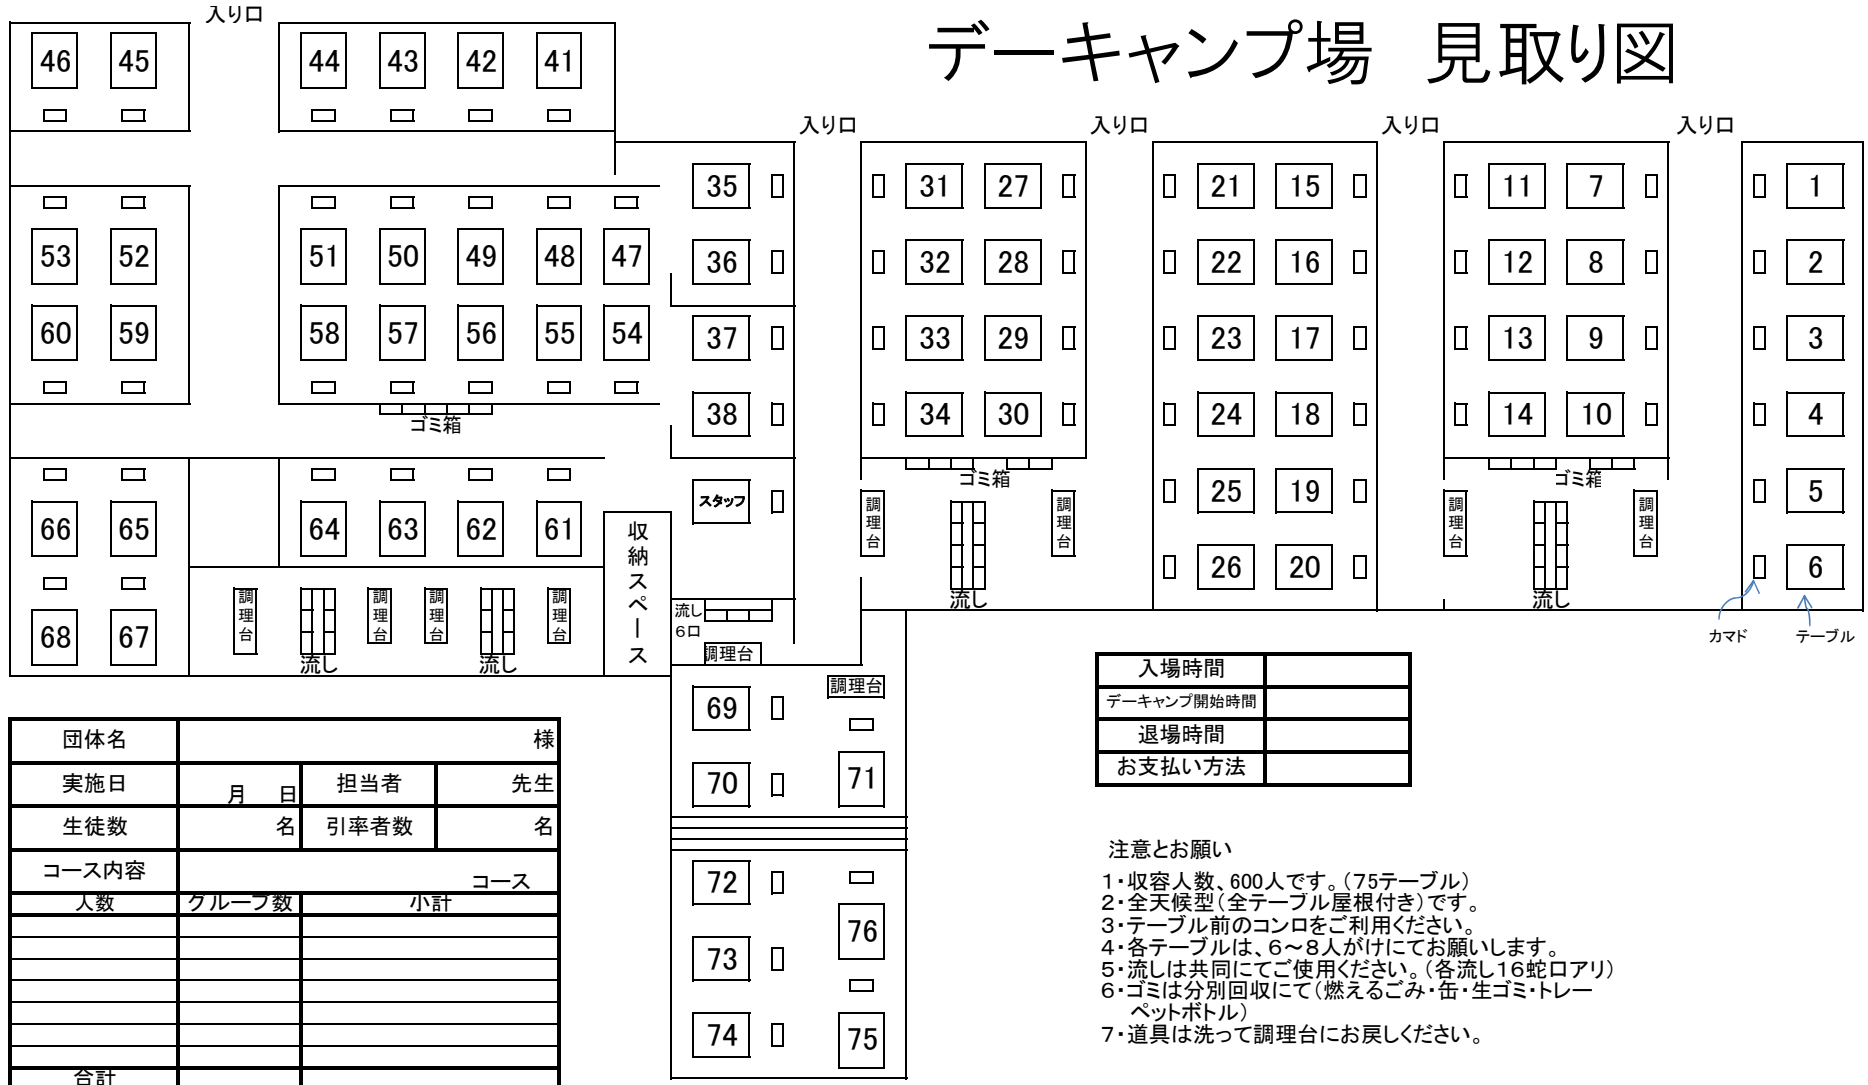 入り口
デーキャンプ場 見取り図
46 45 44 43 42 41
入り口 入り口 入り口 入り口
35 31 27 21 15 11 7 1
53 52 51 50 49 48 47 36 32 28 22 16 12 8 2
60 59 58 57 56 55 54 37 33 29 23 17 13 9 3
38 34 30 24 18 14 10 4
ゴミ箱
ゴミ箱 ゴミ箱
スタッフ 調理台 調理台 25 19 調理台 調理台 5
66 65 64 63 62 61 収納スペース
26 20 6
流し 流し
調理台 調理台 調理台 調理台
流し
6口
68 67
流し 流し
調理台
カマド テーブル
69 調理台
70 71
72
76
73
74 75
入場時間
デーキャンプ開始時間
退場時間
お支払い方法
団体名 様
実施日 月 日 担当者 先生
生徒数 名 引率者数 名
コース内容 コース
人数 グループ数 小計
合計
注意とお願い
1・収容人数、600人です。(75テーブル)
2・全天候型(全テーブル屋根付き)です。
3・テーブル前のコンロをご利用ください。
4・各テーブルは、6~8人がけにてお願いします。
5・流しは共同にてご使用ください。(各流し16蛇口アリ)
6・ゴミは分別回収にて(燃えるごみ・缶・生ゴミ・トレー
ペットボトル)
7・道具は洗って調理台にお戻しください。